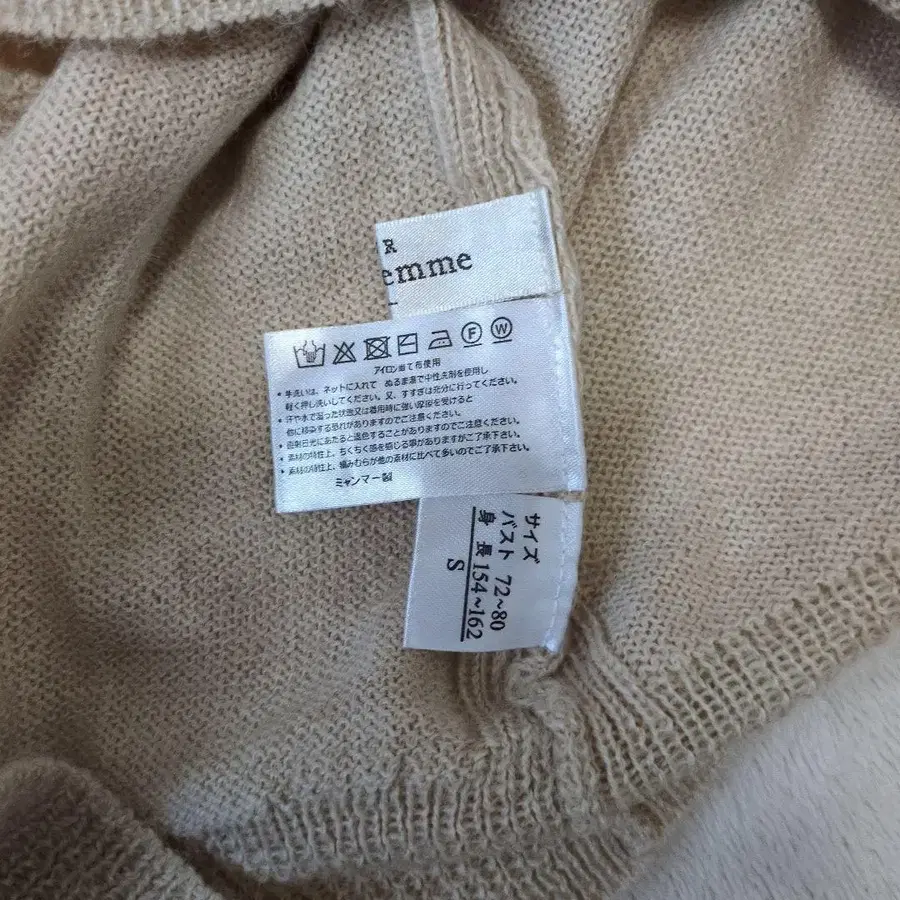 R
emme
F W
アイロン当て布使用
・手洗いは、ネットに入れて ぬるま湯で中性洗剤を使用し
軽く押し洗いしてください。又、すすぎは充分に行ってください。
・汗や水で湿った状態又は着用時に強い摩擦を受けると
他に移染する恐れがありますのでご注意ください。
・直射日光にあたると退色することがありますのでご注意ください。
・素材の特性上、ちくちく感を感じる事がありますがご了承下さい。
・素材の特性上、編みむらが他の素材に比べて多いのでご了承下さい。
ミャンマー製
サイズ
バスト 72~80
身 長 154~162
S